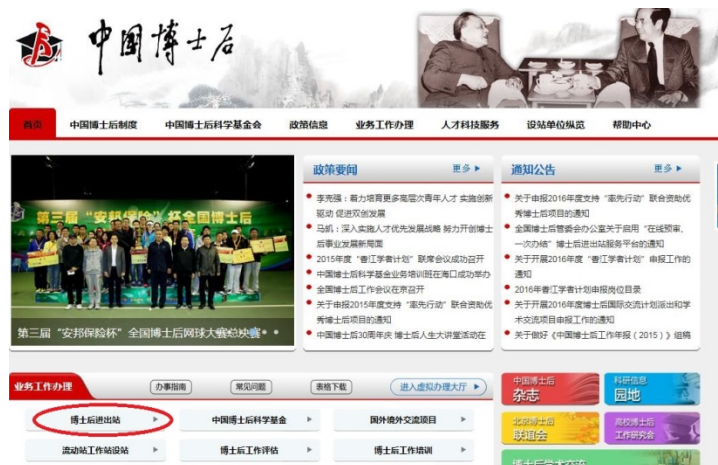 中国博士后
首页 中国博士后制度 中国博士后科学基金会 政策信息 业务工作办理 人才科技服务 设站单位纵览 帮助中心
第三届“安邦保险”杯全国博士后
第三届“安邦保险杯”全国博士后网球大赛总决赛
政策要闻 更多
李克强：着力培育更多高层次青年人才 实施创新
驱动 促进双创发展
马凯：深入实施人才优先发展战略 努力开创博士
后事业发展新局面
2015年度“香江学者计划”联席会议成功召开
中国博士后科学基金业务培训班在海口成功举办
全国博士后工作会议在京召开
关于申报2015年度支持“率先行动”联合资助优
秀博士后项目的通知
中国博士后30周年庆 博士后人生大讲堂活动在
通知公告 更多
关于申报2016年度支持“率先行动”联合资助优
秀博士后项目的通知
全国博士后管委会办公室关于启用“在线预审、
一次办结”博士后进出站服务平台的通知
关于开展2016年度“香江学者计划”申报工作的
通知
2016年香江学者计划申报岗位目录
关于开展2016年度博士后国际交流计划派出和学
术交流项目申报工作的通知
关于做好《中国博士后工作年报（2015）》组稿
业务工作办理 办事指南 常见问题 表格下载 进入虚拟办理大厅
博士后进出站 中国博士后科学基金 国外境外交流项目
流动站工作站设站 博士后工作评估 博士后工作培训
中国博士后
杂志
科研信息
园地
北京博士后
联谊会
高校博士后
工作研究会
博士后学术交流